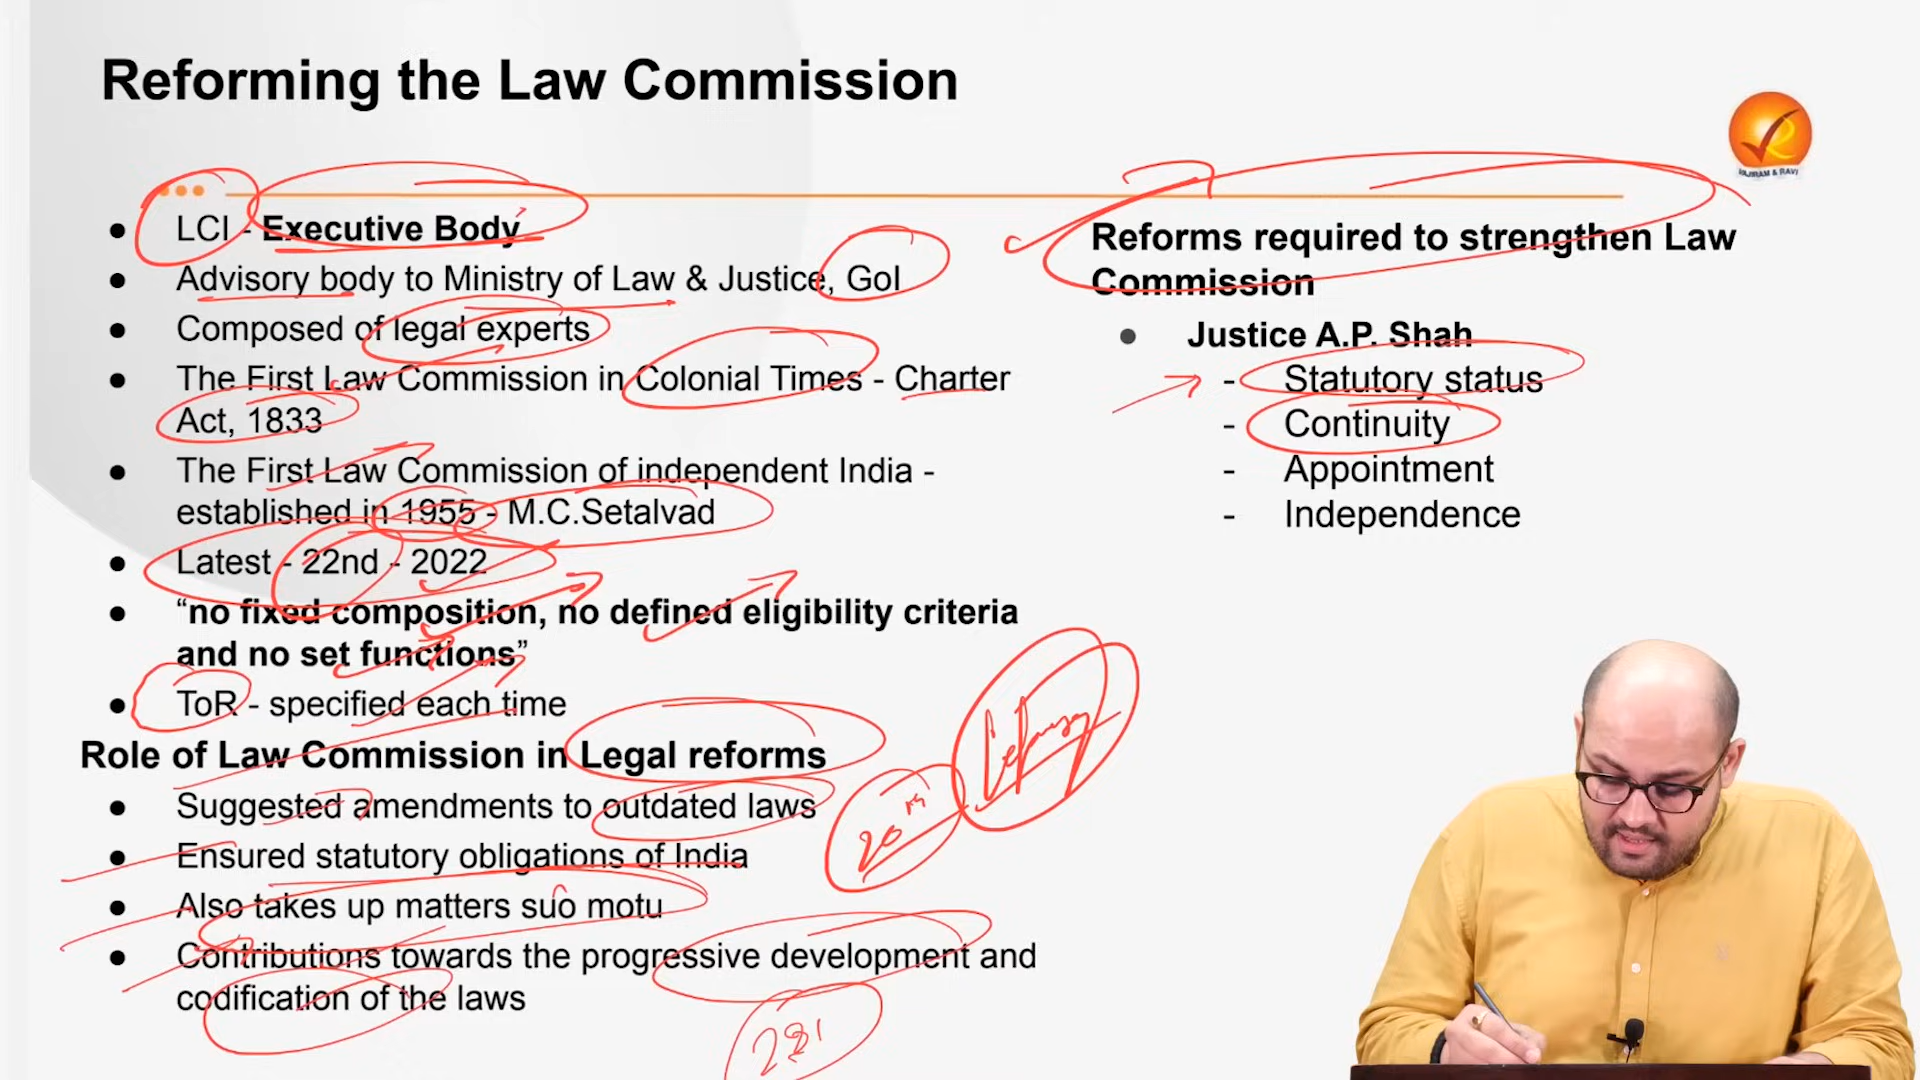 Reforming the Law Commission
VAJIRAM & RAVI
● LCI - Executive Body
● Advisory body to Ministry of Law & Justice, GoI
● Composed of legal experts
● The First Law Commission in Colonial Times - Charter
Act, 1833
● The First Law Commission of independent India -
established in 1955 - M.C.Setalvad
● Latest - 22nd - 2022
● “no fixed composition, no defined eligibility criteria
and no set functions”
● ToR - specified each time
Role of Law Commission in Legal reforms
● Suggested amendments to outdated laws
● Ensured statutory obligations of India
● Also takes up matters suo motu
● Contributions towards the progressive development and
codification of the laws
20th
281
Reforms required to strengthen Law
Commission
● Justice A.P. Shah
- Statutory status
- Continuity
- Appointment
- Independence